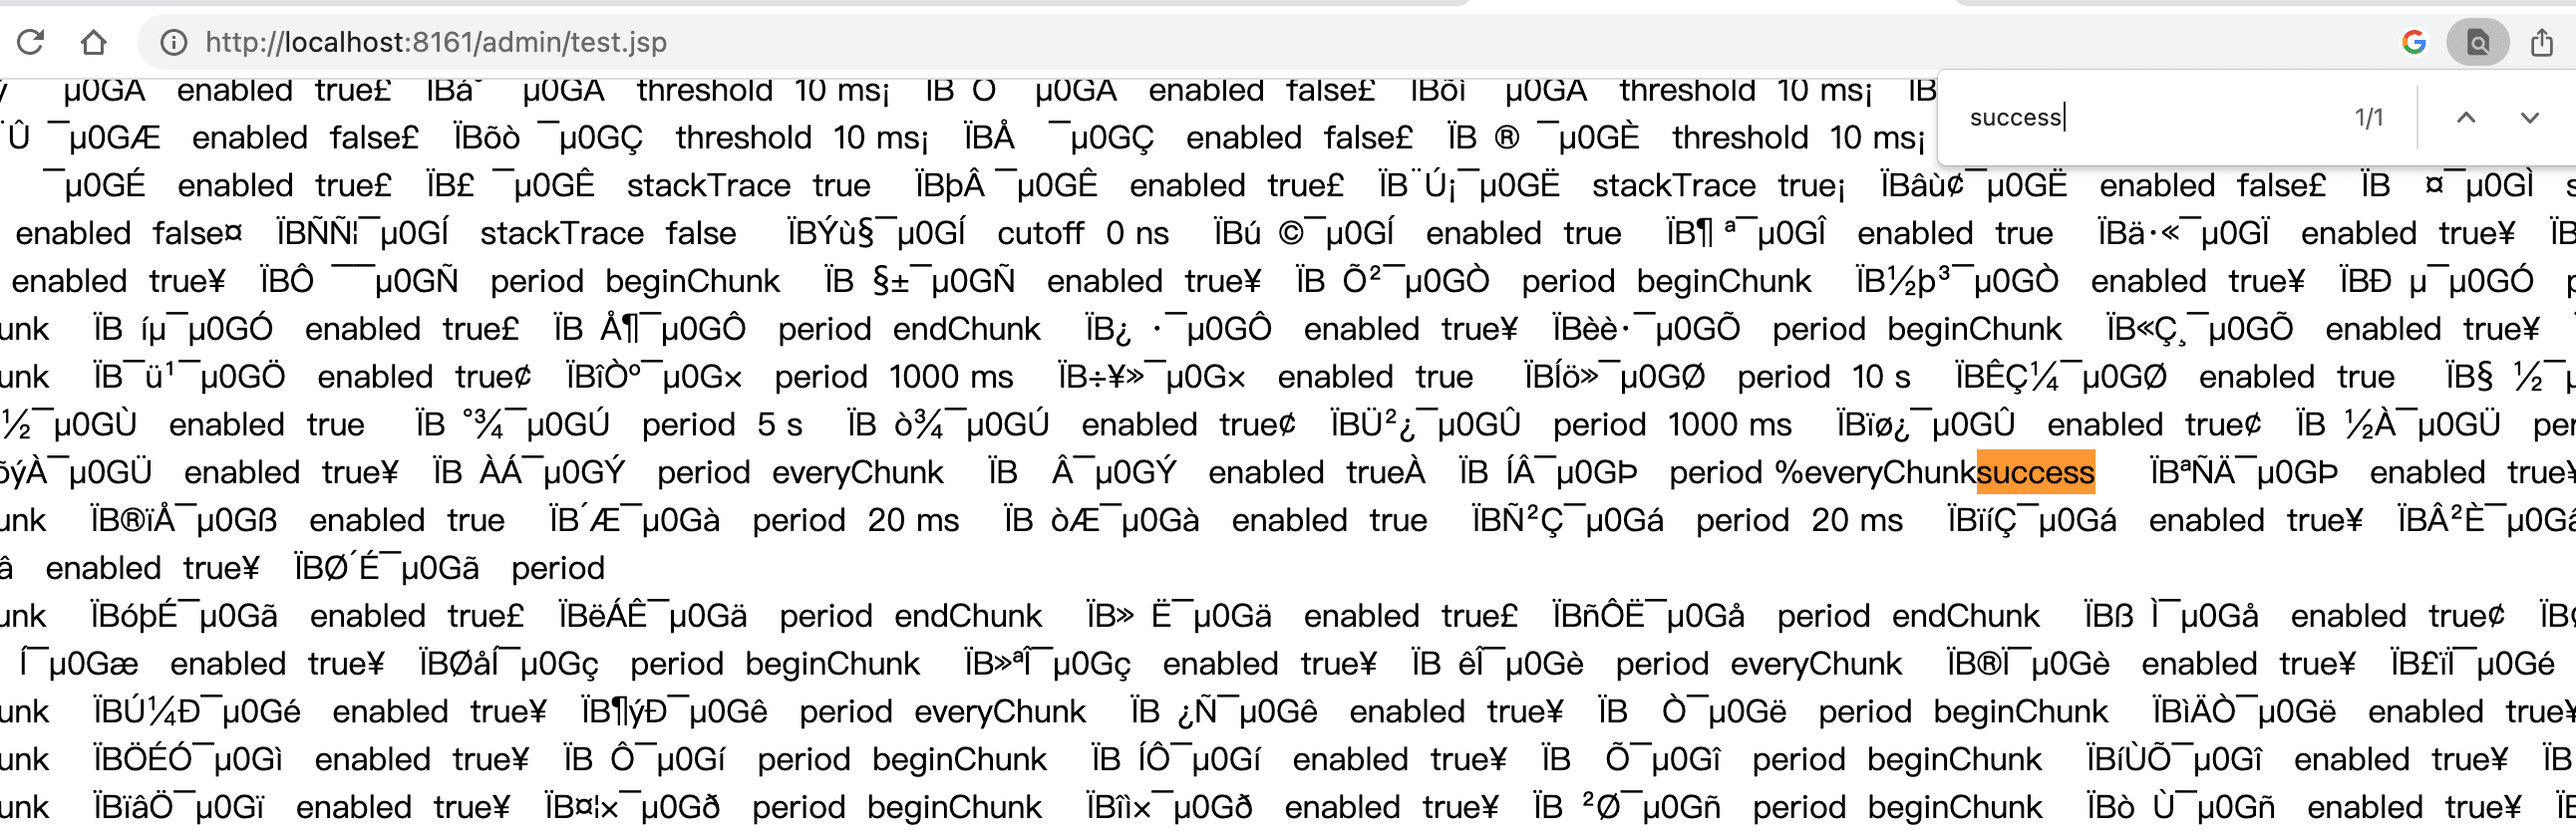 http://localhost:8161/admin/test.jsp
success
1/1
µ0GÄ enabled true£ ÏBá¨ µ0GÅ threshold 10 ms¡ ÏB Ó µ0GÅ enabled false£ ÏBõì µ0GÆ threshold 10 ms¡ ÏB
¨Û ¯µ0GÆ enabled false£ ÏBõò ¯µ0GÇ threshold 10 ms¡ ÏBÅ ¯µ0GÇ enabled false£ ÏB ® ¯µ0GÈ threshold 10 ms¡
¯µ0GÉ enabled true£ ÏB£ ¯µ0GÊ stackTrace true ÏBþÂ ¯µ0GÊ enabled true£ ÏB¨Ú¡¯µ0GË stackTrace true¡ ÏBâù¢¯µ0GË enabled false£ ÏB ¤¯µ0GÌ s
enabled false¤ ÏBÑÑ¦¯µ0GÍ stackTrace false ÏBÝù§¯µ0GÍ cutoff 0 ns ÏBú ©¯µ0GÍ enabled true ÏB¶ ª¯µ0GÎ enabled true ÏBä·«¯µ0GÏ enabled true¥ ÏB
enabled true¥ ÏBÔ ¯¯µ0GÑ period beginChunk ÏB §±¯µ0GÑ enabled true¥ ÏB Õ²¯µ0GÒ period beginChunk ÏB½þ³¯µ0GÒ enabled true¥ ÏBÐ µ¯µ0GÓ p
unk ÏB íµ¯µ0GÓ enabled true£ ÏB Å¶¯µ0GÔ period endChunk ÏB¿ ·¯µ0GÔ enabled true¥ ÏBèè·¯µ0GÕ period beginChunk ÏB«Ç¸¯µ0GÕ enabled true¥
unk ÏB¯ü¹¯µ0GÖ enabled true¢ ÏBîÒº¯µ0G× period 1000 ms ÏB÷¥»¯µ0G× enabled true ÏBÍö»¯µ0GØ period 10 s ÏBÊÇ¼¯µ0GØ enabled true ÏB§ ½¯µ
½¯µ0GÙ enabled true ÏB °¾¯µ0GÚ period 5 s ÏB ò¾¯µ0GÚ enabled true¢ ÏBÜ²¿¯µ0GÛ period 1000 ms ÏBïø¿¯µ0GÛ enabled true¢ ÏB ½À¯µ0GÜ per
õýÀ¯µ0GÜ enabled true¥ ÏB ÀÁ¯µ0GÝ period everyChunk ÏB Â¯µ0GÝ enabled trueÀ ÏB ÍÂ¯µ0GÞ period %everyChunksuccess ÏBªÑÄ¯µ0GÞ enabled true¥
unk ÏB®ïÅ¯µ0Gß enabled true ÏB´Æ¯µ0Gà period 20 ms ÏB òÆ¯µ0Gà enabled true ÏBÑ²Ç¯µ0Gá period 20 ms ÏBïíÇ¯µ0Gá enabled true¥ ÏBÂ²È¯µ0Gâ
â enabled true¥ ÏBØ´É¯µ0Gã period
unk ÏBóþÉ¯µ0Gã enabled true£ ÏBëÁÊ¯µ0Gä period endChunk ÏB» Ë¯µ0Gä enabled true£ ÏBñÔË¯µ0Gå period endChunk ÏBß Ì¯µ0Gå enabled true¢ ÏB
Í¯µ0Gæ enabled true¥ ÏBØåÍ¯µ0Gç period beginChunk ÏB»ªÎ¯µ0Gç enabled true¥ ÏB êÎ¯µ0Gè period everyChunk ÏB®Ï¯µ0Gè enabled true¥ ÏB£ïÏ¯µ0Gé
unk ÏBÚ¼Ð¯µ0Gé enabled true¥ ÏB¶ýÐ¯µ0Gê period everyChunk ÏB ¿Ñ¯µ0Gê enabled true¥ ÏB Ò¯µ0Gë period beginChunk ÏBìÄÒ¯µ0Gë enabled true¥
unk ÏBÖÉÓ¯µ0Gì enabled true¥ ÏB Ô¯µ0Gí period beginChunk ÏB ÍÔ¯µ0Gí enabled true¥ ÏB Õ¯µ0Gî period beginChunk ÏBíÙÕ¯µ0Gî enabled true¥ ÏB
unk ÏBïâÖ¯µ0Gï enabled true¥ ÏB¤¦×¯µ0Gð period beginChunk ÏBîì×¯µ0Gð enabled true¥ ÏB ²Ø¯µ0Gñ period beginChunk ÏBò Ù¯µ0Gñ enabled true¥